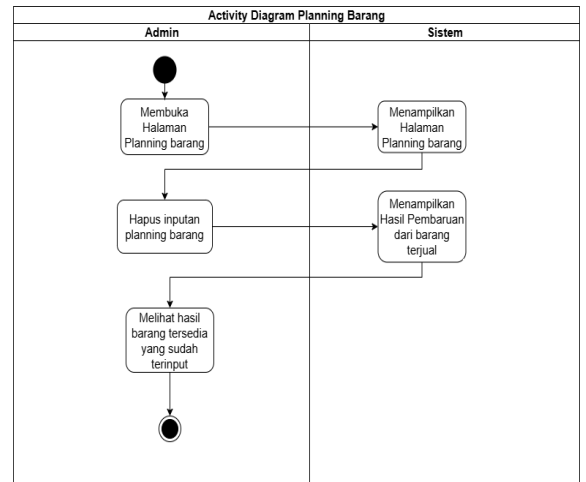 Activity Diagram Planning Barang
Admin
Sistem
Membuka
Halaman
Planning barang
Menampilkan
Halaman
Planning barang
Hapus inputan
planning barang
Menampilkan
Hasil Pembaruan
dari barang
terjual
Melihat hasil
barang tersedia
yang sudah
terinput